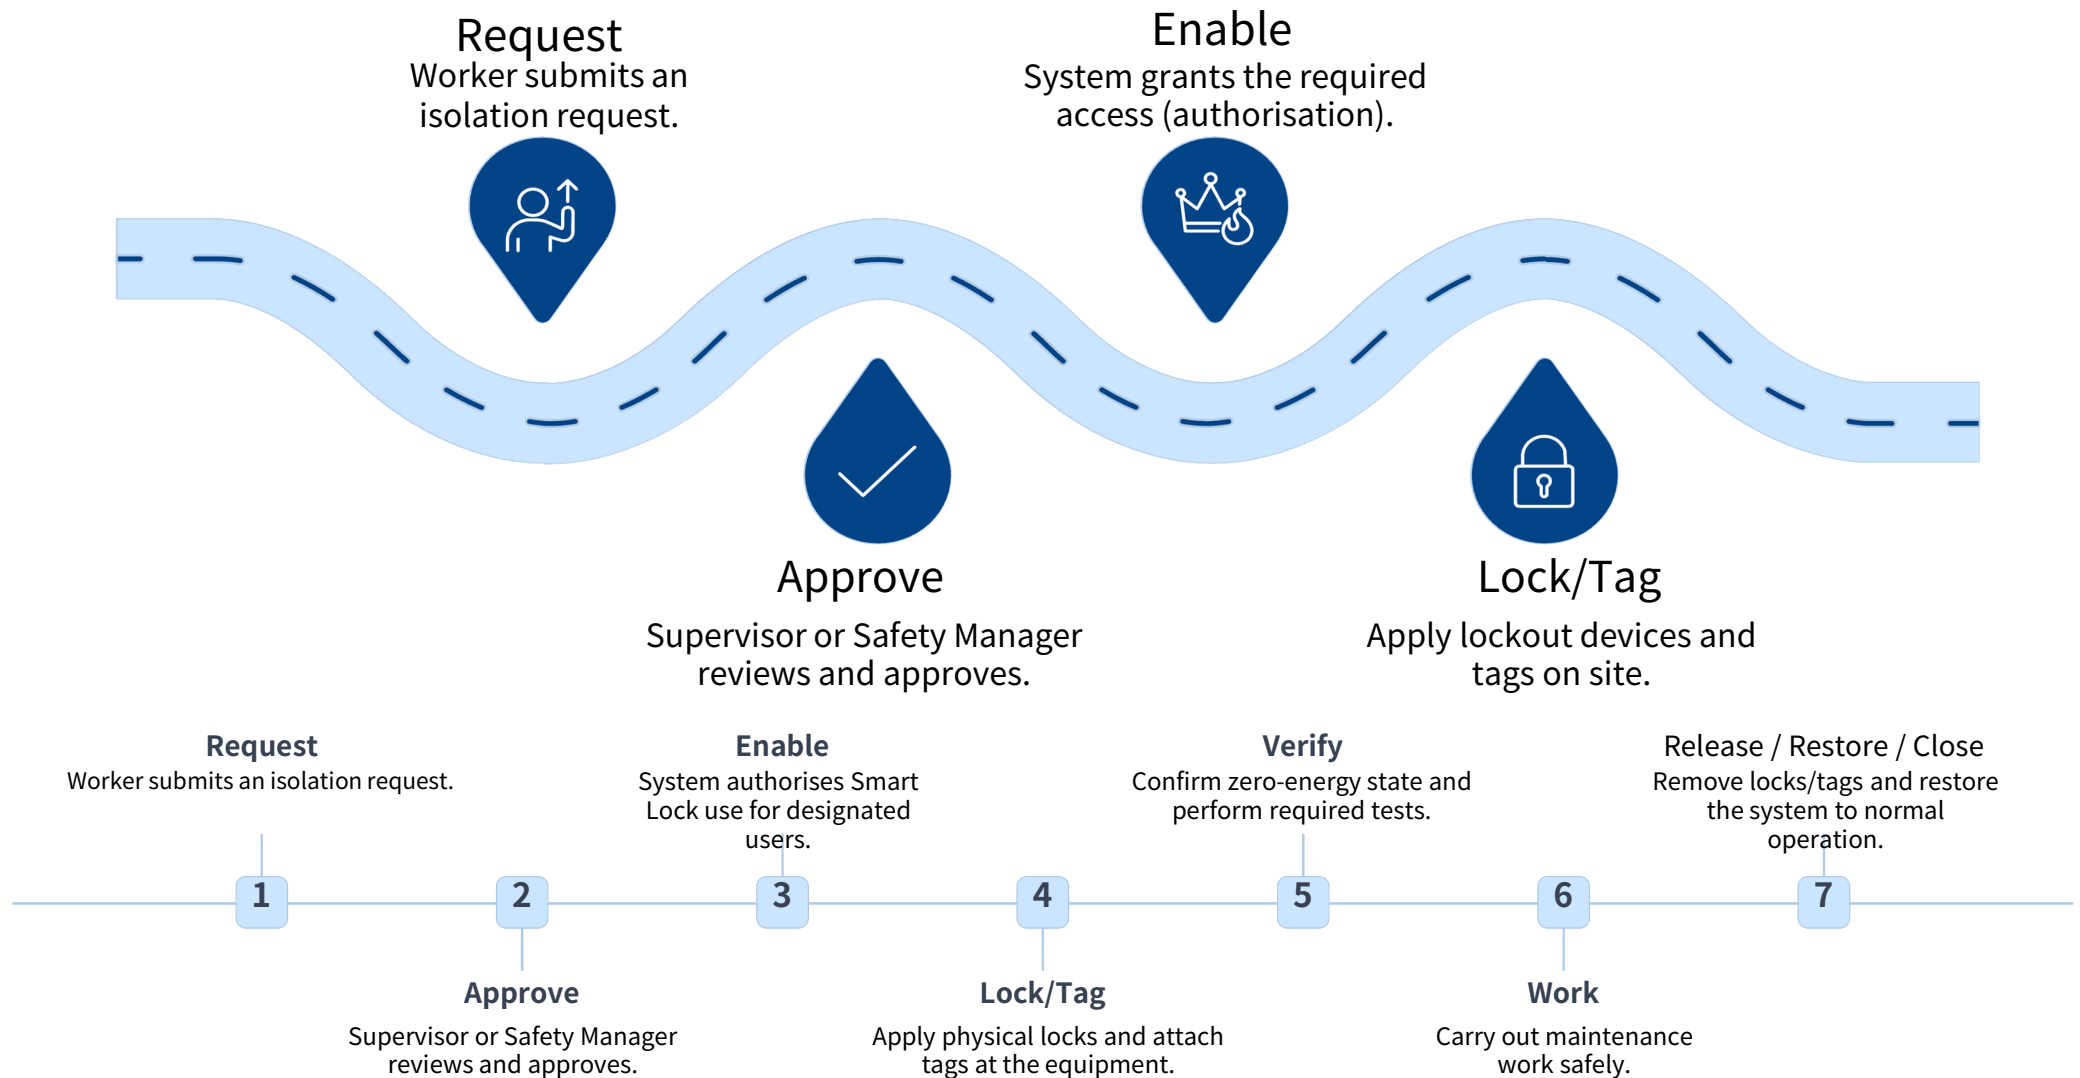 Request
Worker submits an
isolation request.
Enable
System grants the required
access (authorisation).
Approve
Supervisor or Safety Manager
reviews and approves.
Lock/Tag
Apply lockout devices and
tags on site.
Request
Worker submits an isolation request.
Enable
System authorises Smart
Lock use for designated
users.
Verify
Confirm zero-energy state and
perform required tests.
Release / Restore / Close
Remove locks/tags and restore
the system to normal
operation.
1
2
3
4
5
6
7
Approve
Supervisor or Safety Manager
reviews and approves.
Lock/Tag
Apply physical locks and attach
tags at the equipment.
Work
Carry out maintenance
work safely.